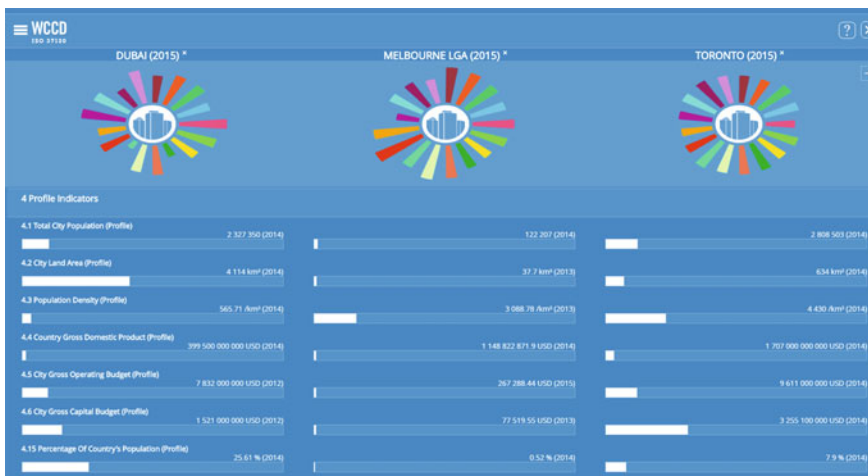 WCCD
ISO 37120
?
DUBAI (2015) MELBOURNE LGA (2015) TORONTO (2015)
4 Profile Indicators
4.1 Total City Population (Profile)
2 327 350 (2014) 122 207 (2014) 2 808 503 (2014)
4.2 City Land Area (Profile)
4 114 km² (2014) 37.7 km² (2013) 634 km² (2014)
4.3 Population Density (Profile)
565.71 /km² (2014) 3 088.78 /km² (2013) 4 430 /km² (2014)
4.4 Country Gross Domestic Product (Profile)
399 500 000 000 USD (2014) 1 148 822 871.9 USD (2014) 1 707 000 000 000 USD (2014)
4.5 City Gross Operating Budget (Profile)
7 832 000 000 USD (2012) 267 288.44 USD (2015) 9 611 000 000 USD (2014)
4.6 City Gross Capital Budget (Profile)
1 521 000 000 USD (2012) 77 519.55 USD (2013) 3 255 100 000 USD (2014)
4.15 Percentage Of Country's Population (Profile)
25.61 % (2014) 0.52 % (2014) 7.9 % (2014)